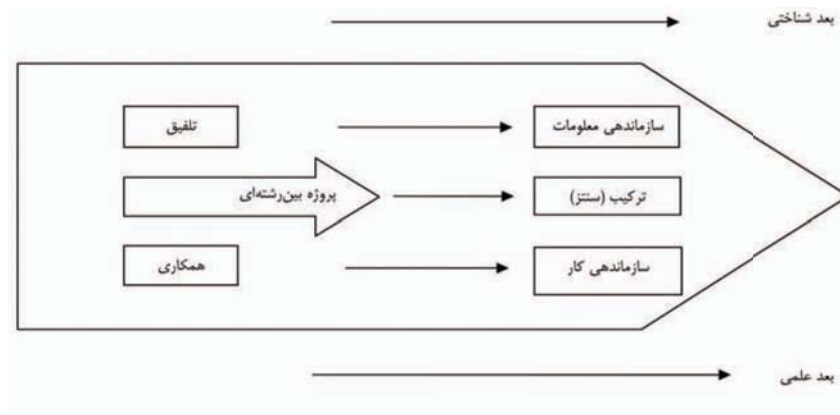 بعد شناختی
تلفیق
سازماندهی معلومات
پروژه بین‌رشته‌ای
ترکیب (سنتز)
همکاری
سازماندهی کار
بعد علمی